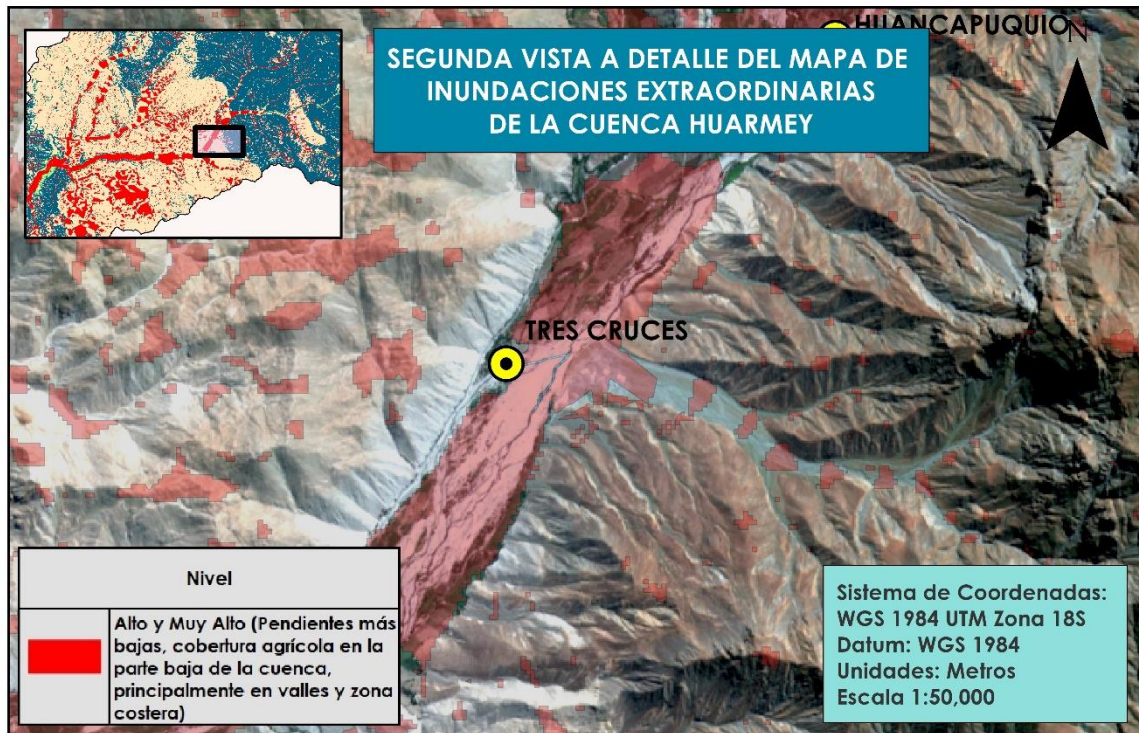 HUANCAPUQUIO
N
SEGUNDA VISTA A DETALLE DEL MAPA DE
INUNDACIONES EXTRAORDINARIAS
DE LA CUENCA HUARMEY
TRES CRUCES
Nivel
Alto y Muy Alto (Pendientes más
bajas, cobertura agrícola en la
parte baja de la cuenca,
principalmente en valles y zona
costera)
Sistema de Coordenadas:
WGS 1984 UTM Zona 18S
Datum: WGS 1984
Unidades: Metros
Escala 1:50,000